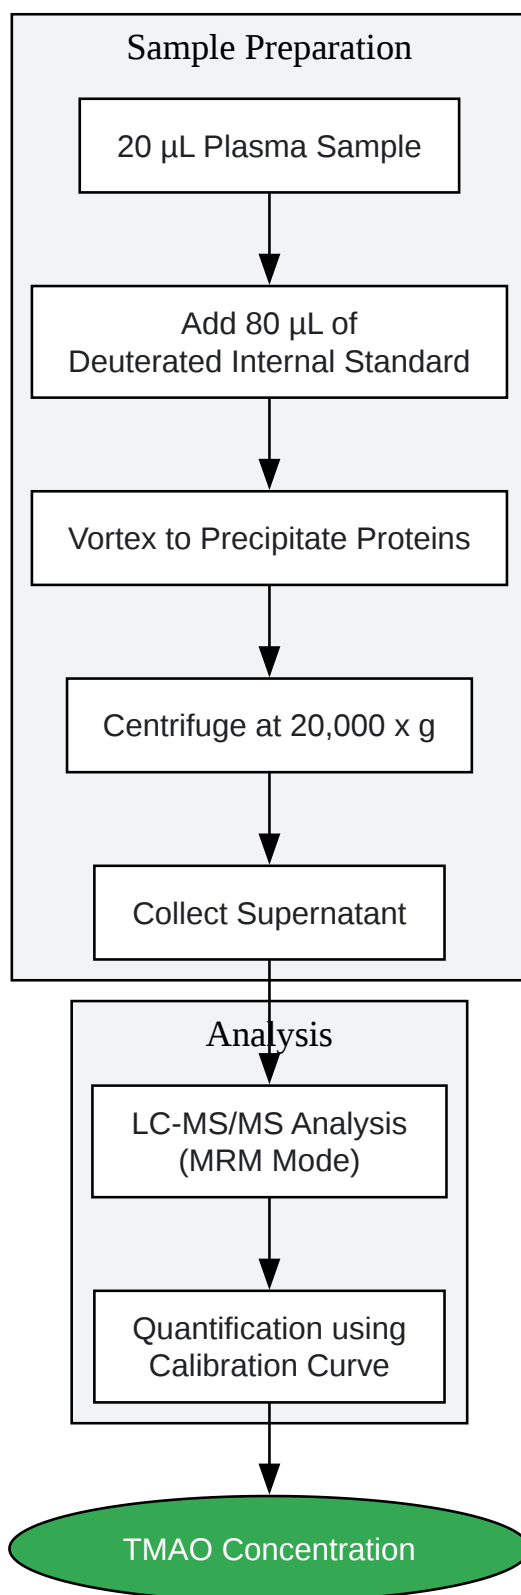 Sample Preparation
20 µL Plasma Sample
Add 80 µL of
Deuterated Internal Standard
Vortex to Precipitate Proteins
Centrifuge at 20,000 x g
Collect Supernatant
Analysis
LC-MS/MS Analysis
(MRM Mode)
Quantification using
Calibration Curve
TMAO Concentration